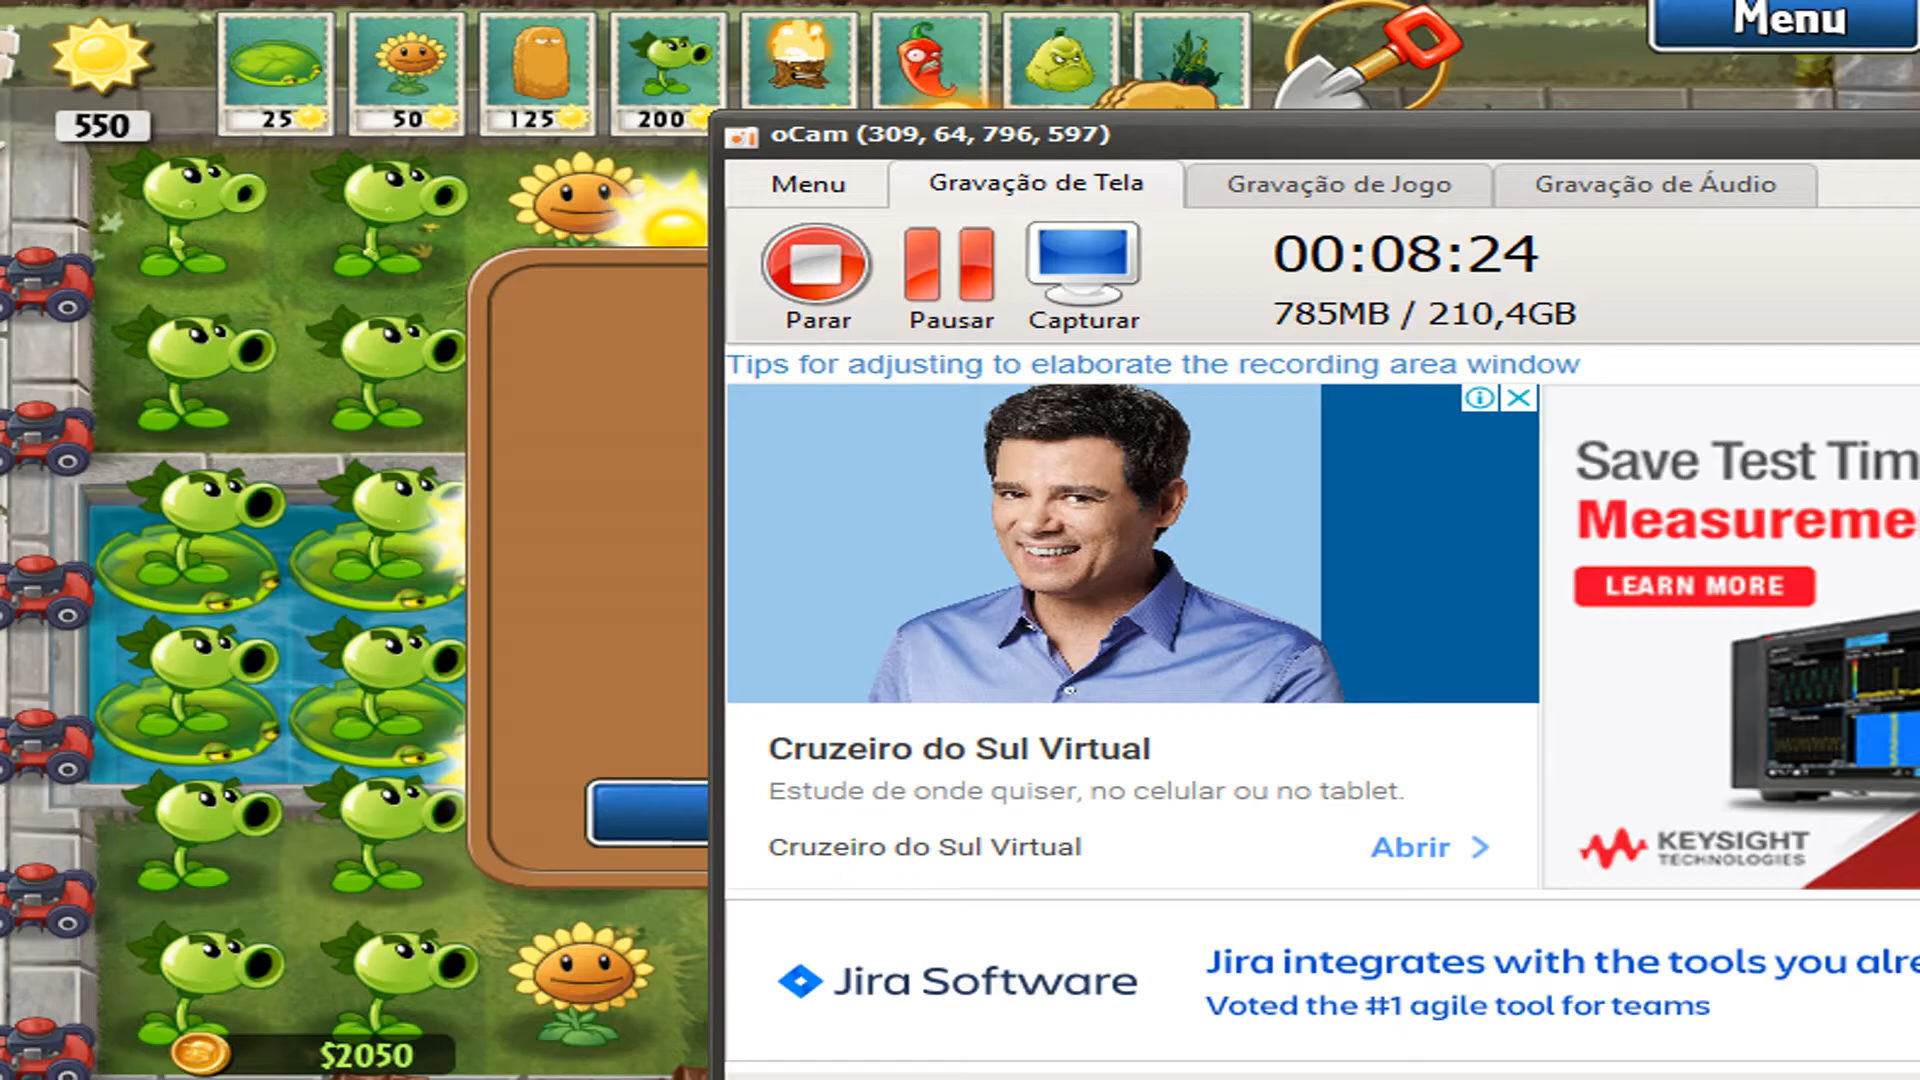 Menu
550
25
50
125
200
oCam (309, 64, 796, 597)
Menu
Gravação de Tela
Gravação de Jogo
Gravação de Áudio
00:08:24
785MB / 210,4GB
Parar
Pausar
Capturar
Tips for adjusting to elaborate the recording area window
Save Test Tim
Measureme
LEARN MORE
KEYSIGHT
TECHNOLOGIES
Cruzeiro do Sul Virtual
Estude de onde quiser, no celular ou no tablet.
Cruzeiro do Sul Virtual
Abrir
Jira Software
Jira integrates with the tools you alre
Voted the #1 agile tool for teams
$2050